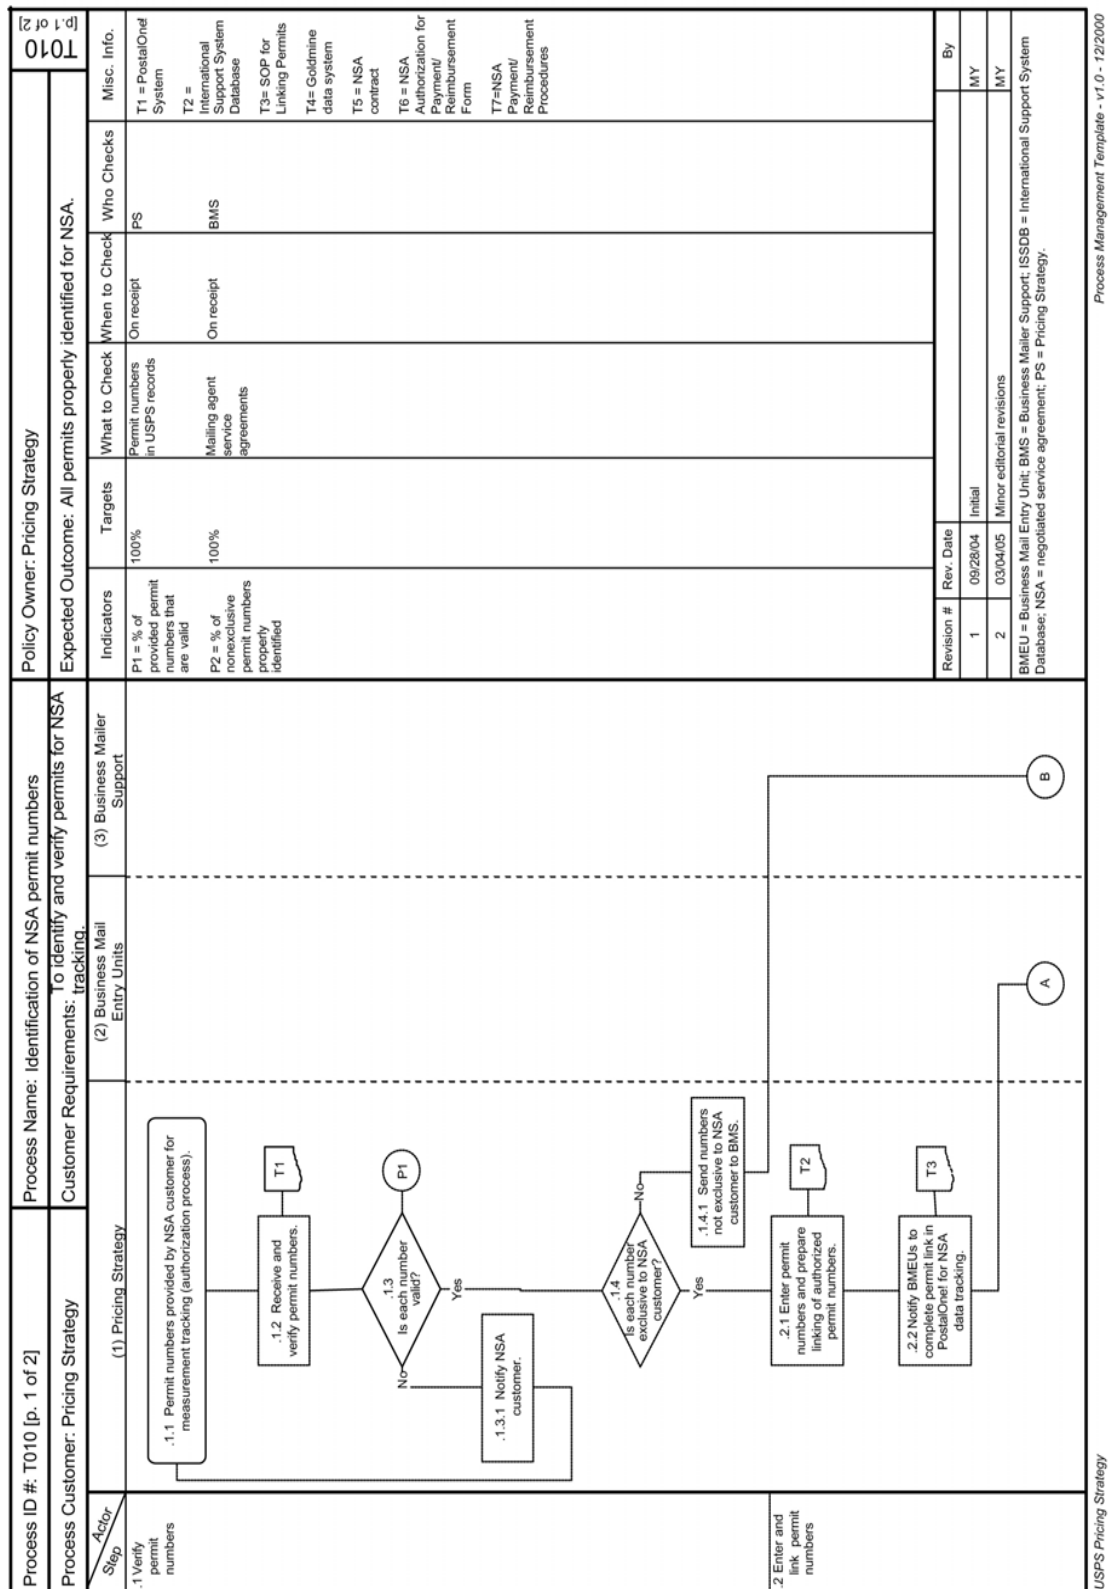 Process ID #: T010 [p. 1 of 2]
Process Name: Identification of NSA permit numbers
Policy Owner: Pricing Strategy
T010
[p.1 of 2]
Process Customer: Pricing Strategy
Customer Requirements: To identify and verify permits for NSA
tracking.
Expected Outcome: All permits properly identified for NSA.
Actor
Step
(1) Pricing Strategy
(2) Business Mail
Entry Units
(3) Business Mailer
Support
Indicators
Targets
What to Check
When to Check
Who Checks
Misc. Info.
.1 Verify
permit
numbers
.1.1 Permit numbers provided by NSA customer for
measurement tracking (authorization process).
.1.2 Receive and
verify permit numbers.
T1
.1.3
Is each number
valid?
P1
No
Yes
.1.3.1 Notify NSA
customer.
.1.4
Is each number
exclusive to NSA
customer?
No
Yes
.1.4.1 Send numbers
not exclusive to NSA
customer to BMS.
.2 Enter and
link permit
numbers
.2.1 Enter permit
numbers and prepare
linking of authorized
permit numbers.
T2
.2.2 Notify BMEUs to
complete permit link in
PostalOne! for NSA
data tracking.
T3
A
B
P1 = % of
provided permit
numbers that
are valid
100%
Permit numbers
in USPS records
On receipt
PS
P2 = % of
nonexclusive
permit numbers
properly
identified
100%
Mailing agent
service
agreements
On receipt
BMS
T1 = PostalOne!
System
T2 =
International
Support System
Database
T3= SOP for
Linking Permits
T4= Goldmine
data system
T5 = NSA
contract
T6 = NSA
Authorization for
Payment/
Reimbursement
Form
T7=NSA
Payment/
Reimbursement
Procedures
Revision #
Rev. Date
By
1
09/28/04
Initial
MY
2
03/04/05
Minor editorial revisions
MY
BMEU = Business Mail Entry Unit; BMS = Business Mailer Support; ISSDB = International Support System
Database; NSA = negotiated service agreement; PS = Pricing Strategy.
USPS Pricing Strategy
Process Management Template - v1.0 - 12/2000